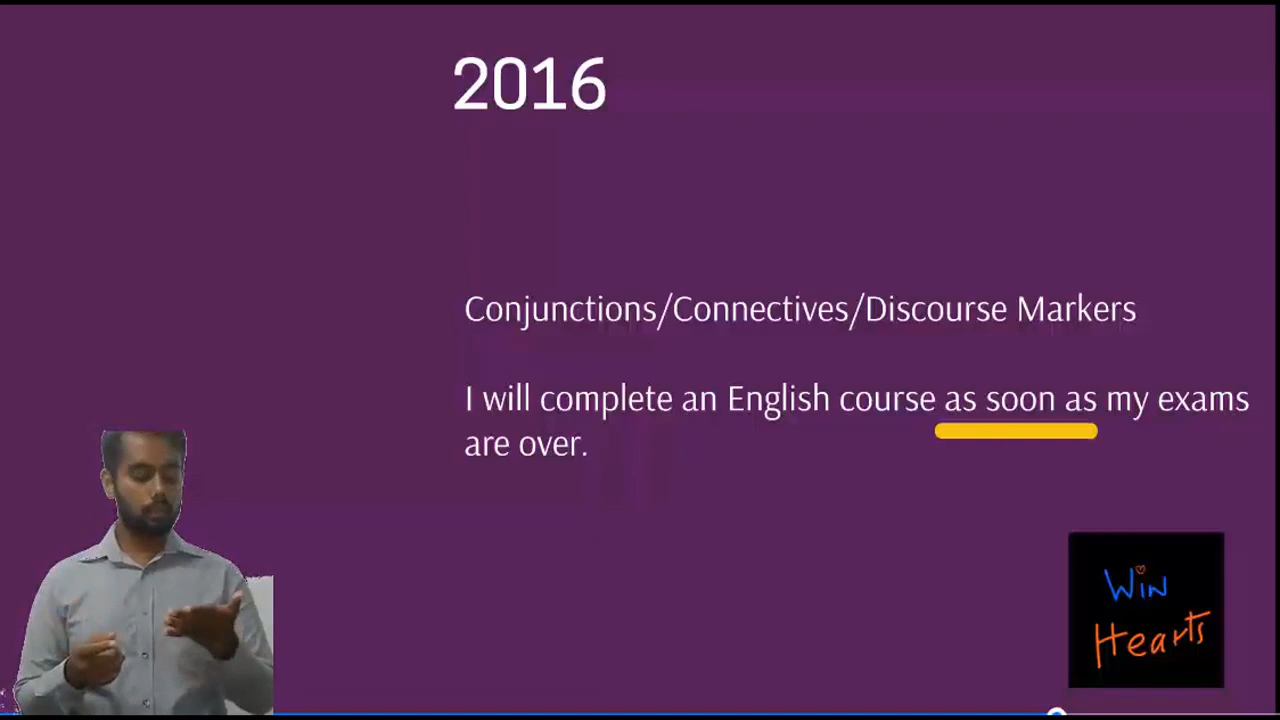 2016
Conjunctions/Connectives/Discourse Markers
I will complete an English course as soon as my exams
are over.
Win
Hearts